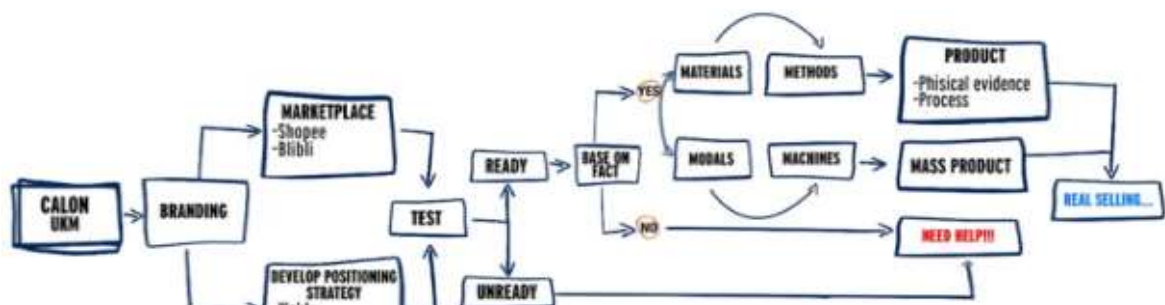 CALON
UKM
BRANDING
MARKETPLACE
-Shopee
-Blibli
DEVELOP POSITIONING
STRATEGY
TEST
READY
UNREADY
BASE ON
FACT
YES
NO
MATERIALS
METHODS
MODALS
MACHINES
PRODUCT
-Phisical evidence
-Process
MASS PRODUCT
NEED HELP!!!
REAL SELLING...